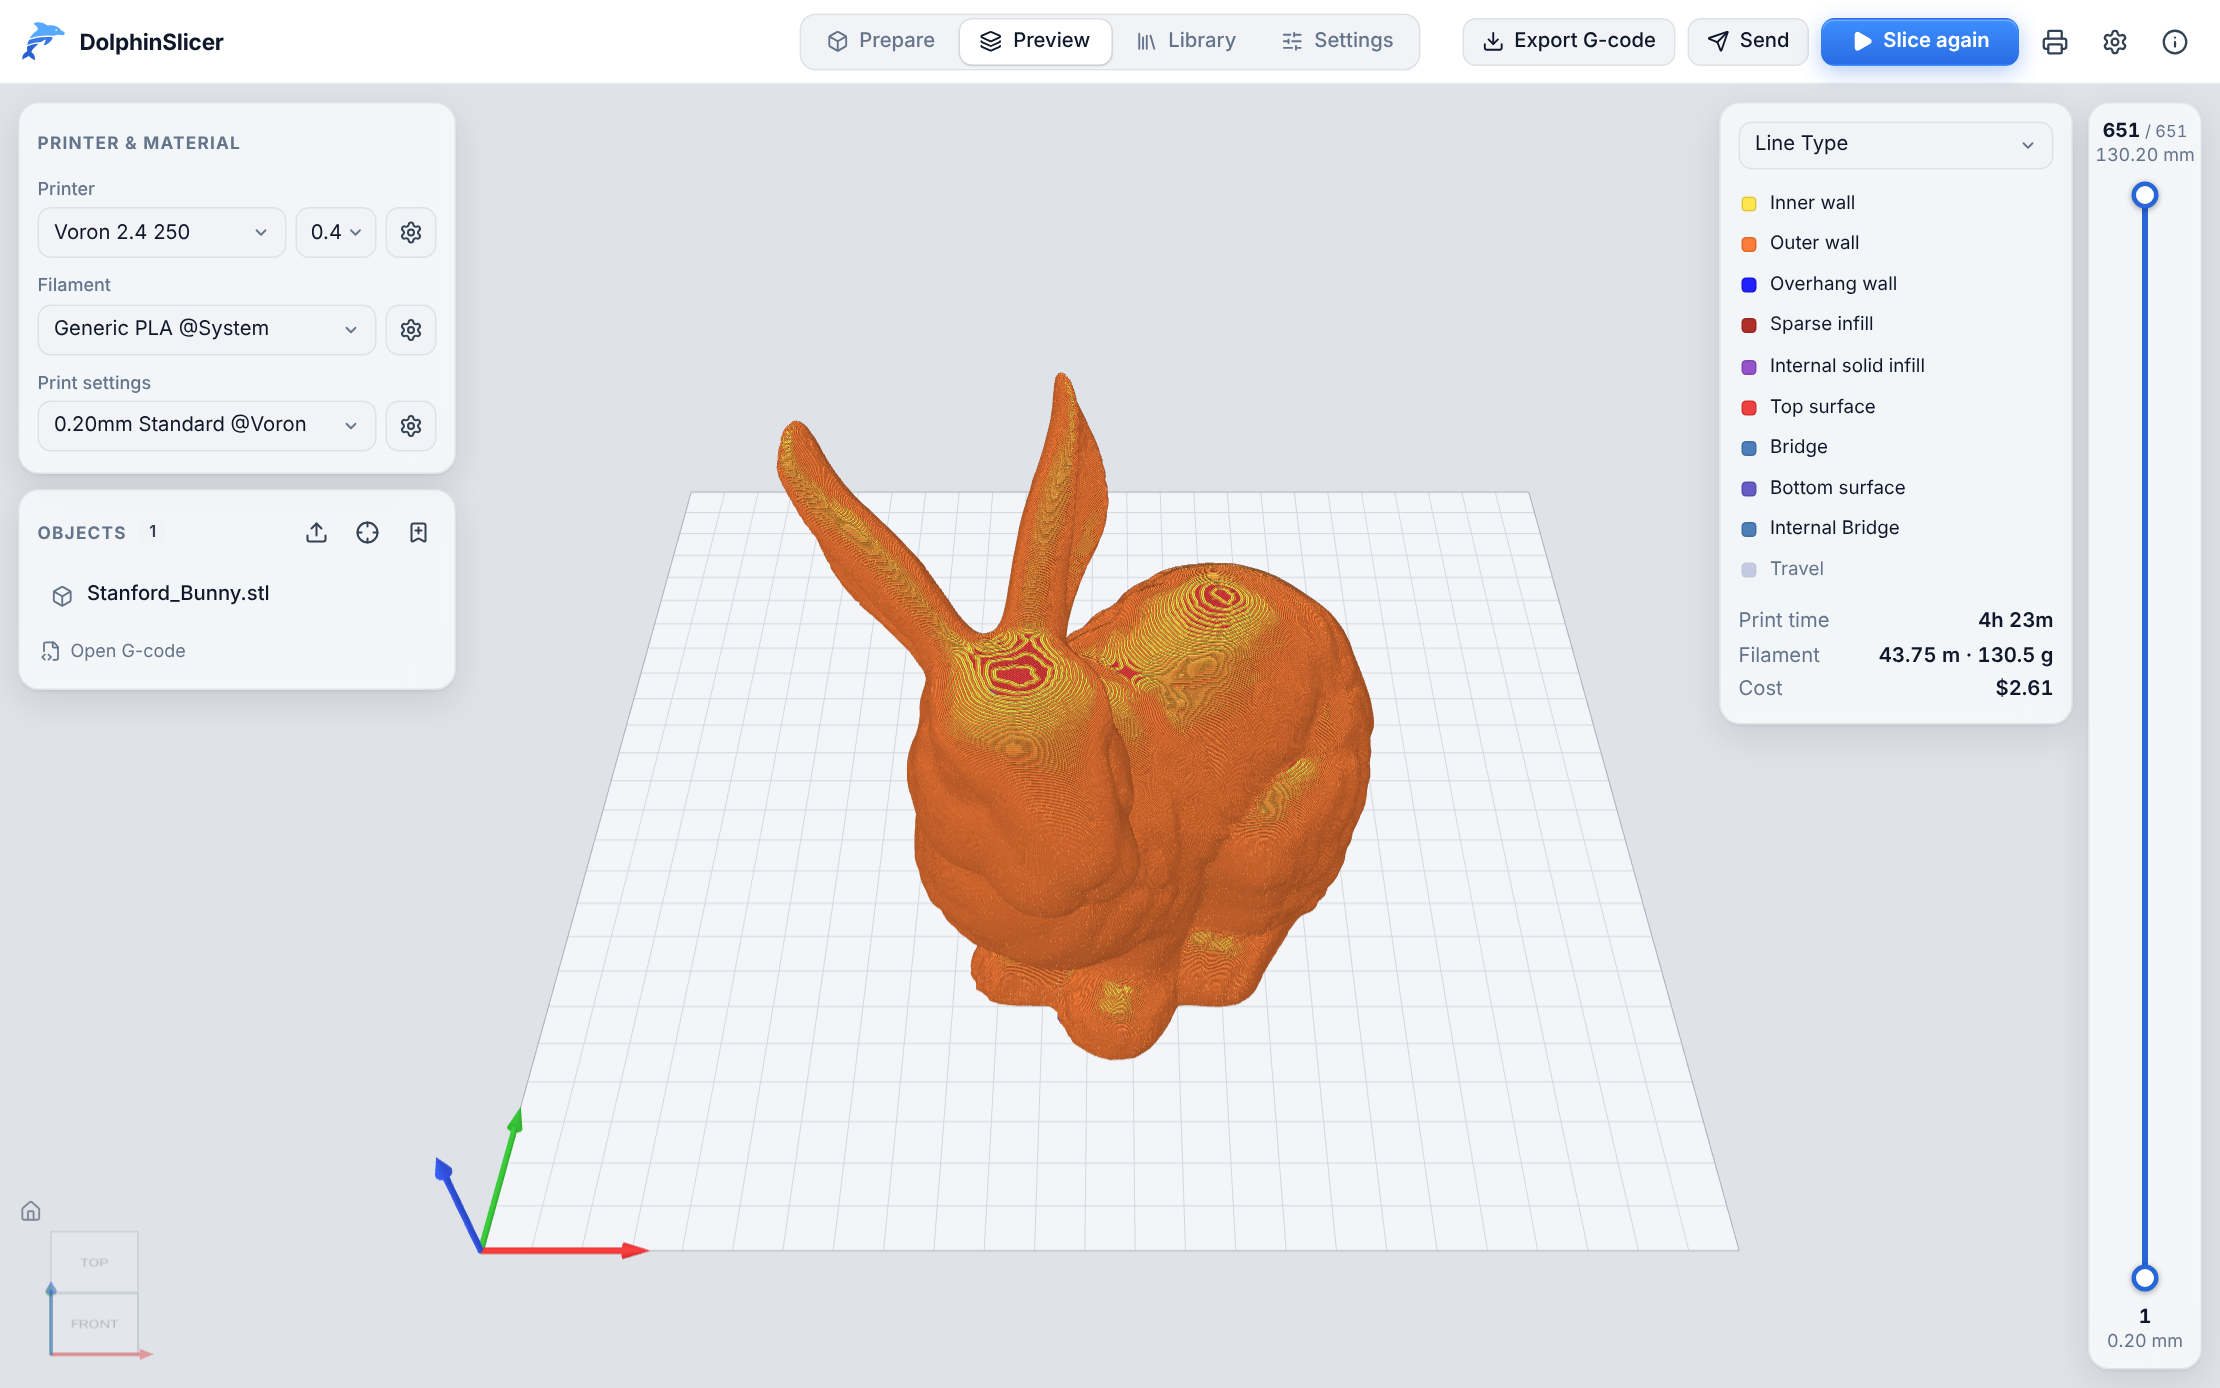 DolphinSlicer
Prepare
Preview
Library
Settings
Export G-code
Send
Slice again
PRINTER & MATERIAL
Printer
Voron 2.4 250
0.4
Filament
Generic PLA @System
Print settings
0.20mm Standard @Voron
OBJECTS 1
Stanford_Bunny.stl
Open G-code
Line Type
Inner wall
Outer wall
Overhang wall
Sparse infill
Internal solid infill
Top surface
Bridge
Bottom surface
Internal Bridge
Travel
Print time 4h 23m
Filament 43.75 m · 130.5 g
Cost $2.61
651 / 651
130.20 mm
1
0.20 mm
TOP
FRONT